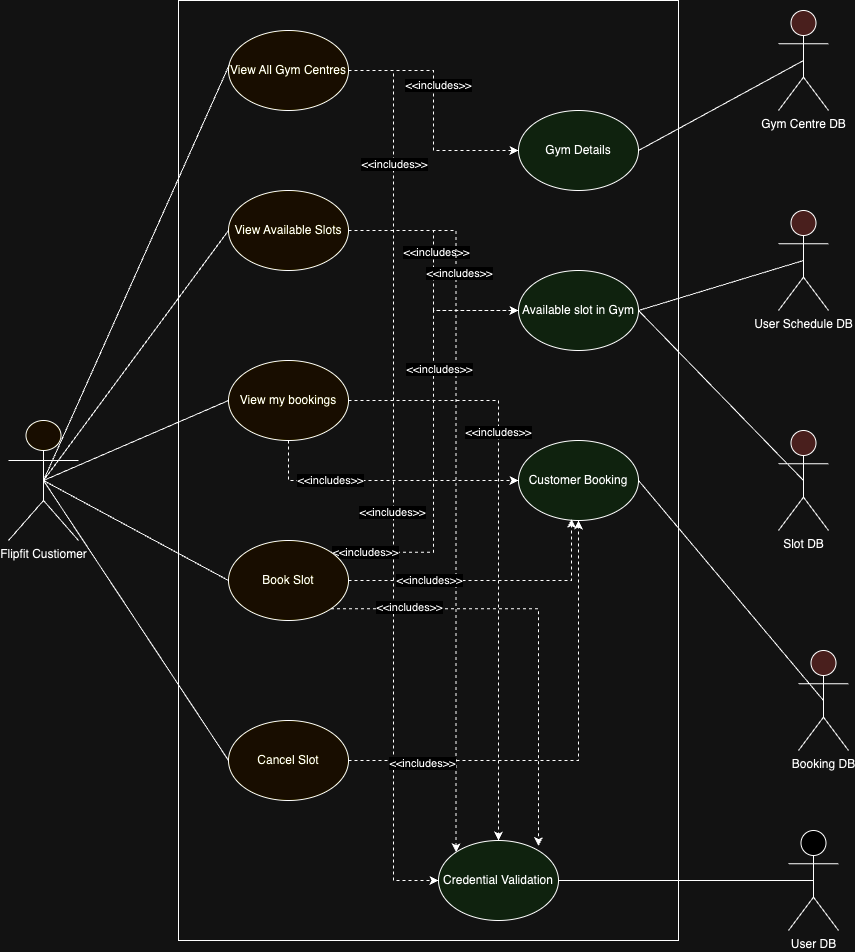 View All Gym Centres
<<includes>>
Gym Centre DB
Gym Details
<<includes>>
View Available Slots
<<includes>>
<<includes>>
Available slot in Gym
User Schedule DB
<<includes>>
View my bookings
<<includes>>
<<includes>>
Customer Booking
<<includes>>
Flipfit Custiomer
<<includes>>
Slot DB
Book Slot
<<includes>>
<<includes>>
Cancel Slot
<<includes>>
Booking DB
Credential Validation
User DB